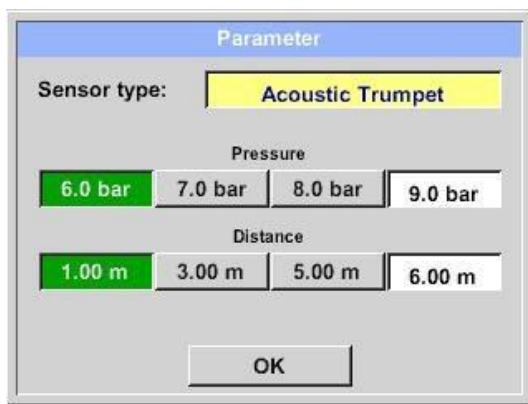 Parameter
Sensor type: Acoustic Trumpet
Pressure
6.0 bar 7.0 bar 8.0 bar 9.0 bar
Distance
1.00 m 3.00 m 5.00 m 6.00 m
OK